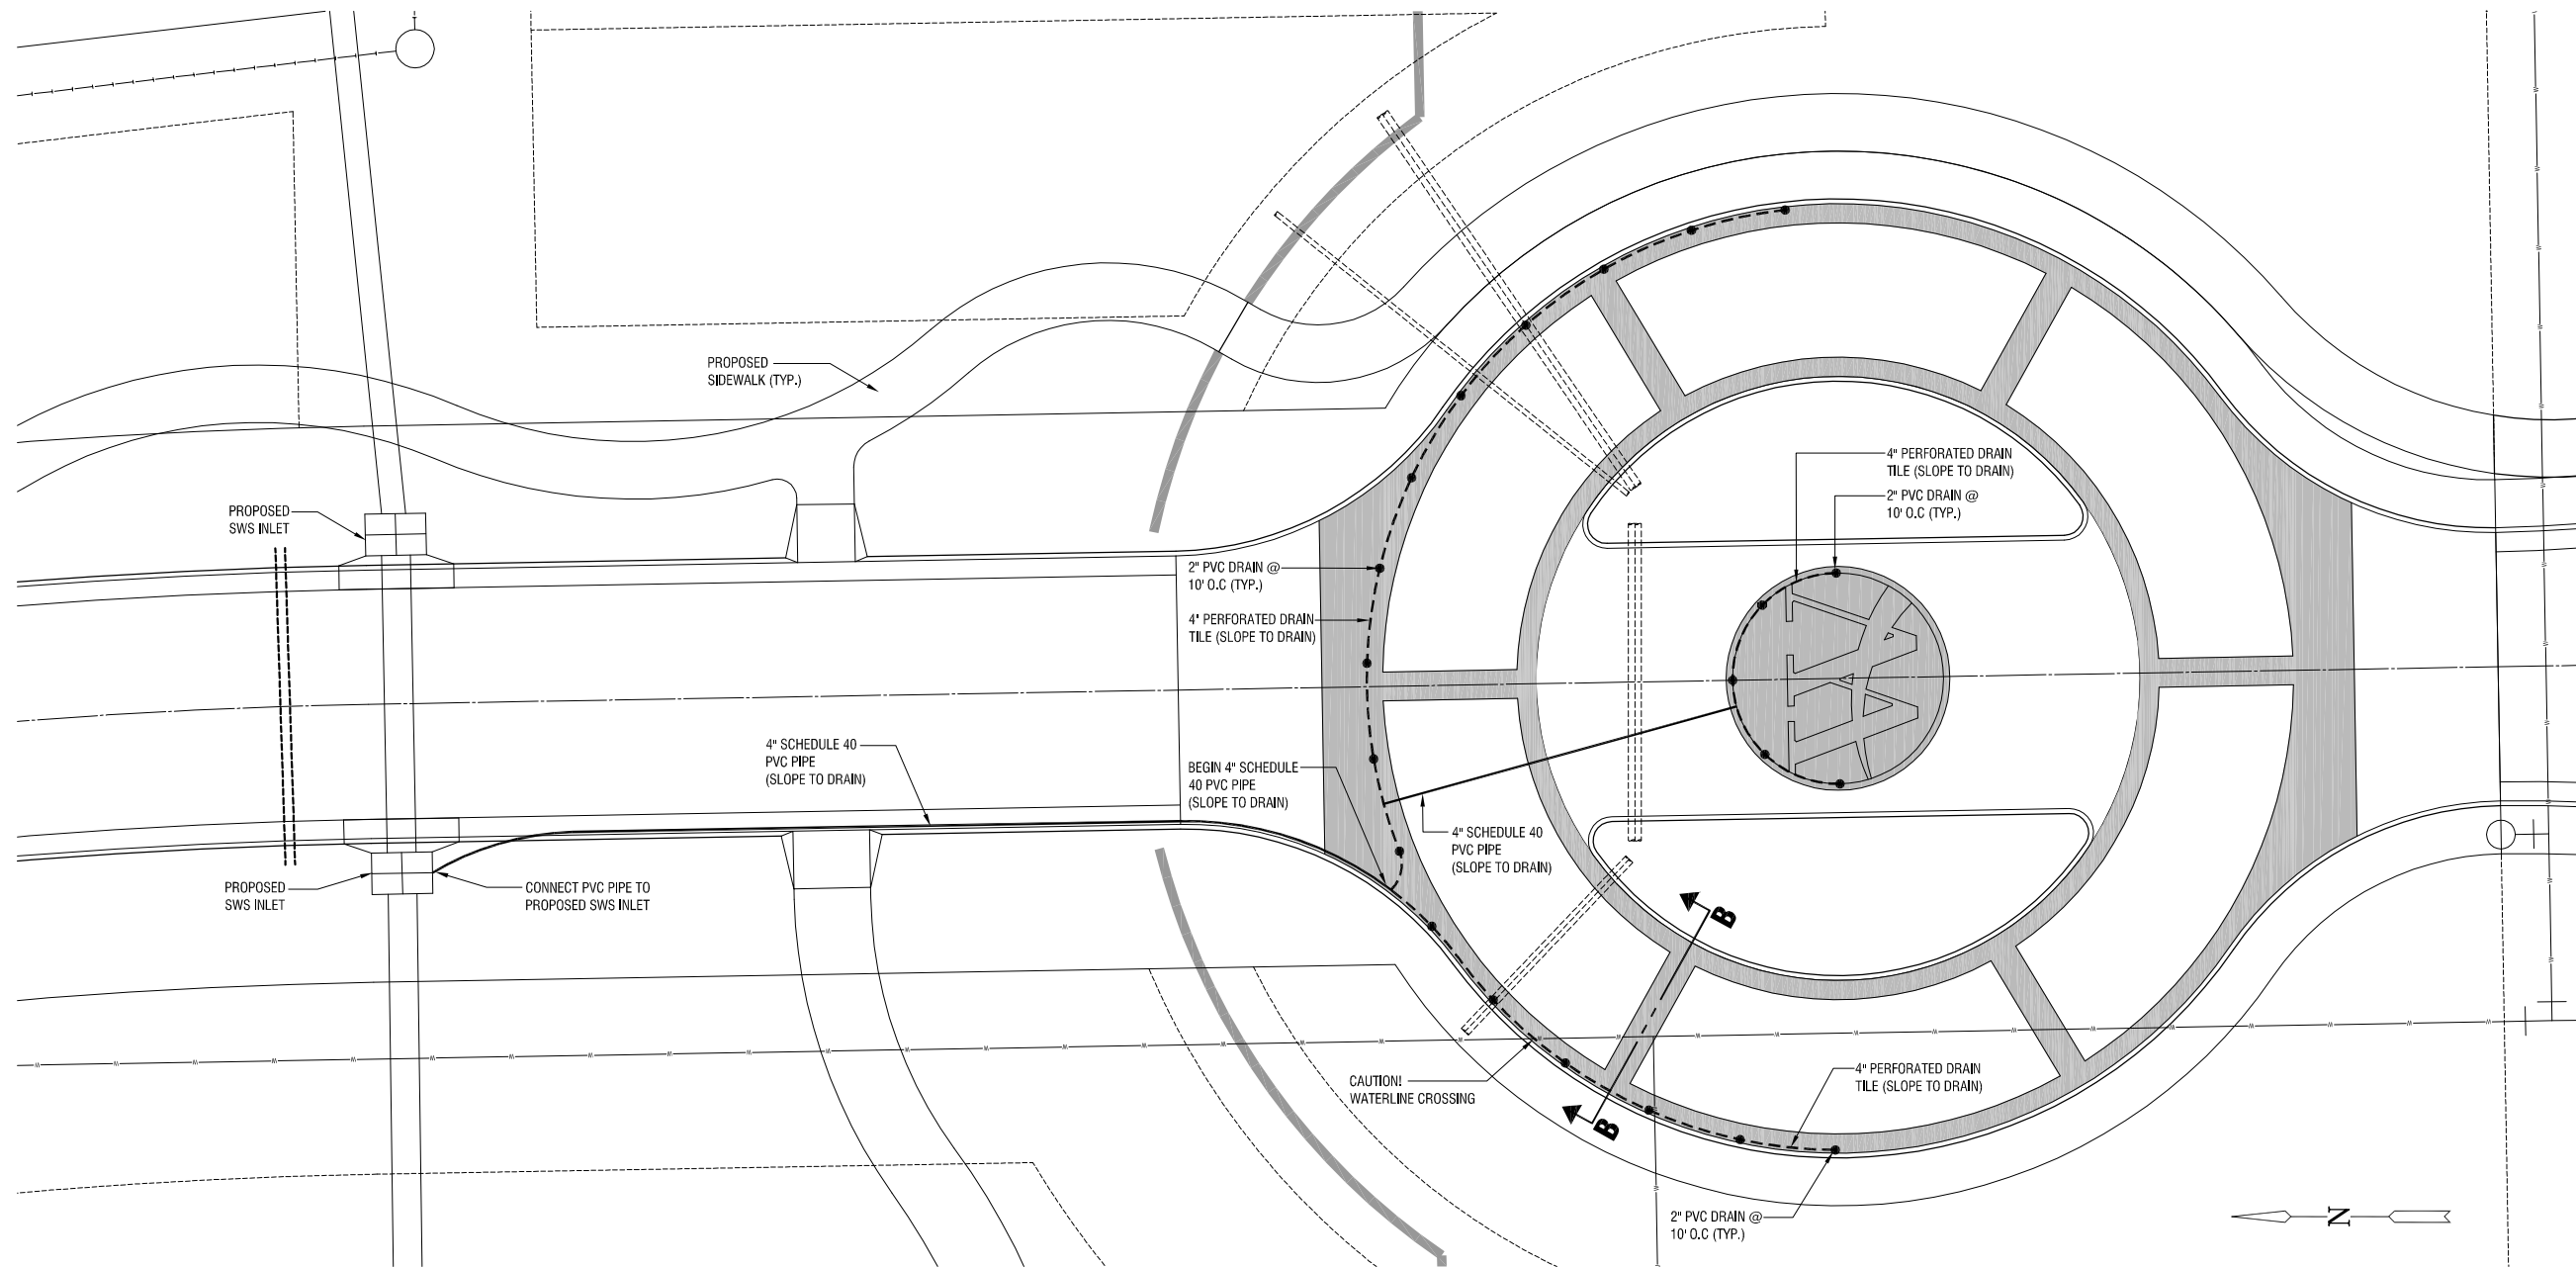 PROPOSED
SIDEWALK (TYP.)
4" PERFORATED DRAIN
TILE (SLOPE TO DRAIN)
2" PVC DRAIN @
10' O.C (TYP.)
PROPOSED
SWS INLET
2" PVC DRAIN @
10' O.C (TYP.)
4" PERFORATED DRAIN
TILE (SLOPE TO DRAIN)
4" SCHEDULE 40
PVC PIPE
(SLOPE TO DRAIN)
BEGIN 4" SCHEDULE
40 PVC PIPE
(SLOPE TO DRAIN)
4" SCHEDULE 40
PVC PIPE
(SLOPE TO DRAIN)
PROPOSED
SWS INLET
CONNECT PVC PIPE TO
PROPOSED SWS INLET
B
B
CAUTION!
WATERLINE CROSSING
4" PERFORATED DRAIN
TILE (SLOPE TO DRAIN)
2" PVC DRAIN @
10' O.C (TYP.)
N